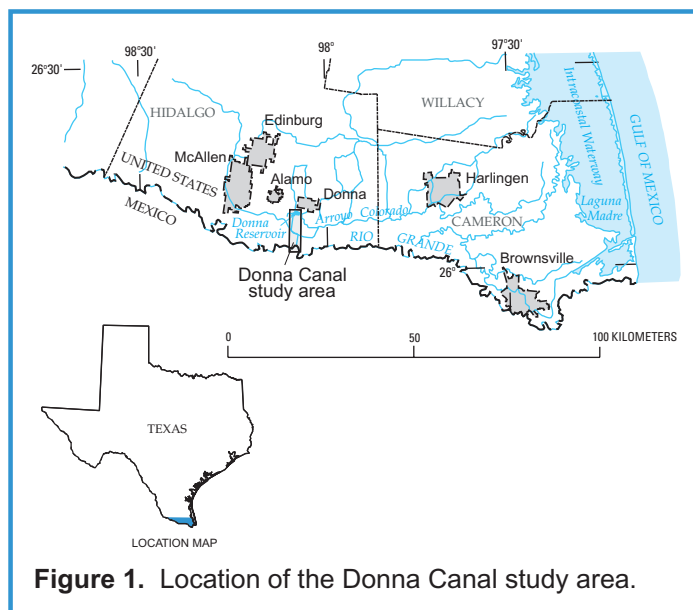 98°30'
98°
97°30'
26°30'
HIDALGO
WILLACY
Edinburg
McAllen
UNITED STATES
Alamo
Donna
Harlingen
MEXICO
Donna
Reservoir
Arroyo Colorado
CAMERON
RIO GRANDE
Intracoastal Waterway
Laguna
Madre
GULF OF MEXICO
Donna Canal
study area
26°
Brownsville
0 50 100 KILOMETERS
TEXAS
LOCATION MAP
Figure 1. Location of the Donna Canal study area.